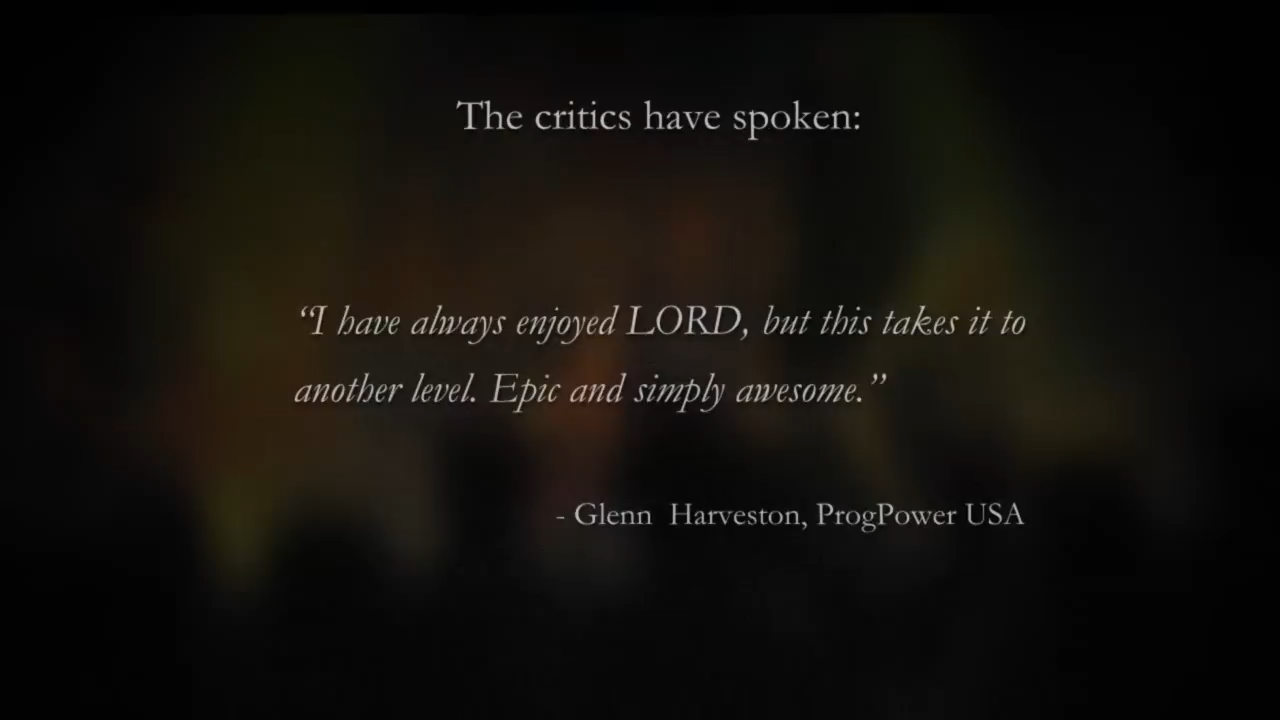 The critics have spoken:
“I have always enjoyed LORD, but this takes it to
another level. Epic and simply awesome.”
- Glenn  Harveston, ProgPower USA